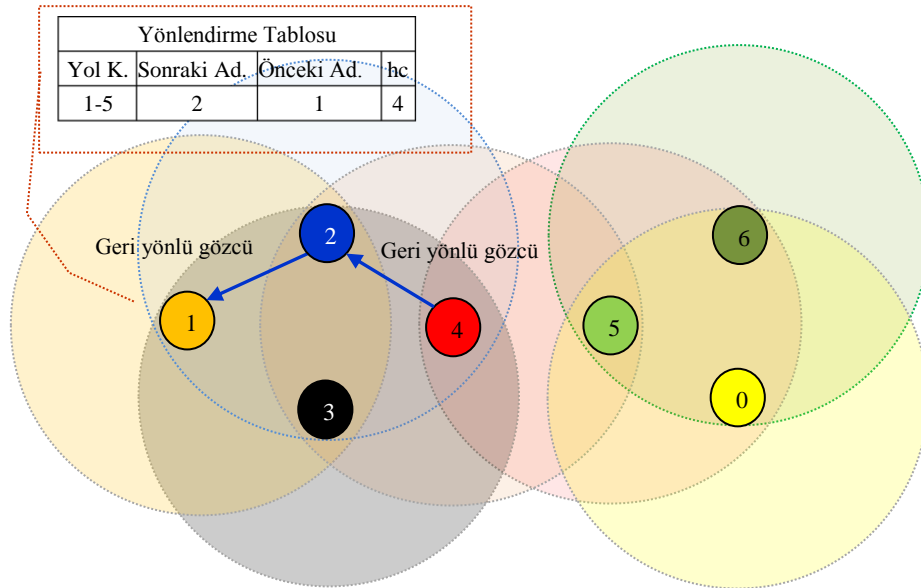 Yönlendirme Tablosu
Yol K. Sonraki Ad. Önceki Ad. hc
1-5 2 1 4
2
6
Geri yönlü gözcü
Geri yönlü gözcü
1
4
5
3
0